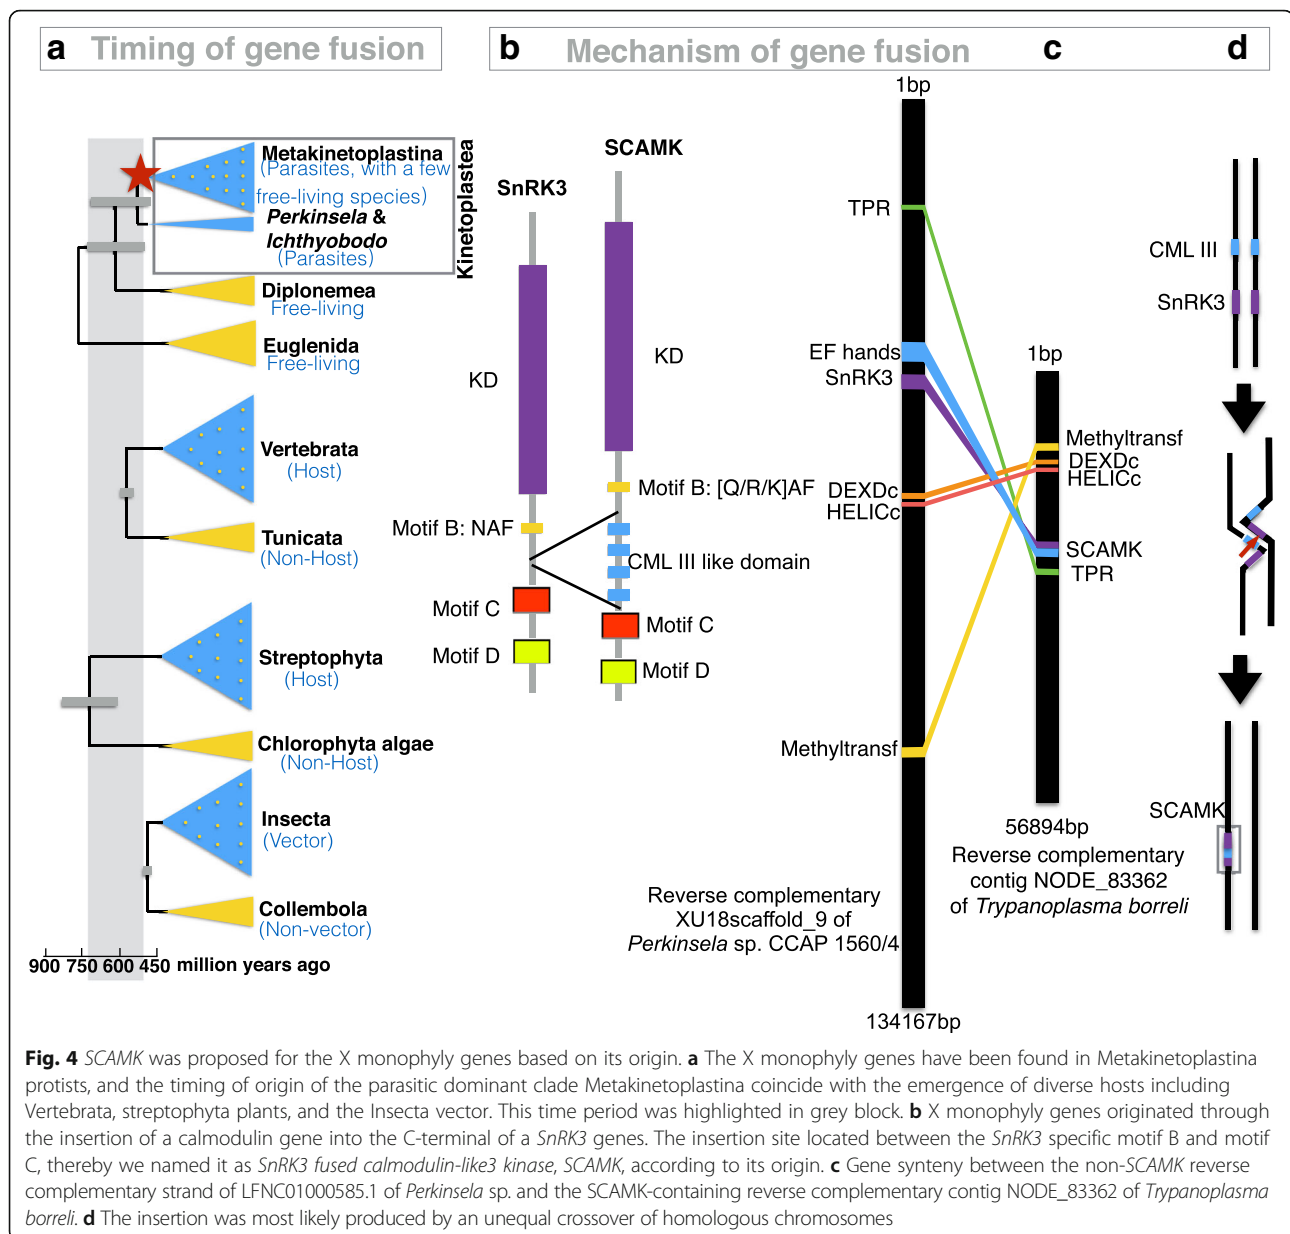 a Timing of gene fusion
b Mechanism of gene fusion c d
Metakinetoplastina
(Parasites, with a few
free-living species)
Perkinsela &
Ichthyobodo
(Parasites)
Kinetoplastea
Diplonemea
Free-living
Euglenida
Free-living
Vertebrata
(Host)
Tunicata
(Non-Host)
Streptophyta
(Host)
Chlorophyta algae
(Non-Host)
Insecta
(Vector)
Collembola
(Non-vector)
900 750 600 450 million years ago
SnRK3
KD
Motif B: NAF
Motif C
Motif D
SCAMK
KD
Motif B: [Q/R/K]AF
CML III like domain
Motif C
Motif D
1bp
TPR
EF hands
SnRK3
DEXDc
HELICc
Methyltransf
134167bp
Reverse complementary
XU18scaffold_9 of
Perkinsela sp. CCAP 1560/4
1bp
Methyltransf
DEXDc
HELICc
SCAMK
TPR
56894bp
Reverse complementary
contig NODE_83362
of Trypanoplasma borreli
CML III
SnRK3
SCAMK
Fig. 4 SCAMK was proposed for the X monophyly genes based on its origin. a The X monophyly genes have been found in Metakinetoplastina
protists, and the timing of origin of the parasitic dominant clade Metakinetoplastina coincide with the emergence of diverse hosts including
Vertebrata, streptophyta plants, and the Insecta vector. This time period was highlighted in grey block. b X monophyly genes originated through
the insertion of a calmodulin gene into the C-terminal of a SnRK3 genes. The insertion site located between the SnRK3 specific motif B and motif
C, thereby we named it as SnRK3 fused calmodulin-like3 kinase, SCAMK, according to its origin. c Gene synteny between the non-SCAMK reverse
complementary strand of LFNC01000585.1 of Perkinsela sp. and the SCAMK-containing reverse complementary contig NODE_83362 of Trypanoplasma
borreli. d The insertion was most likely produced by an unequal crossover of homologous chromosomes